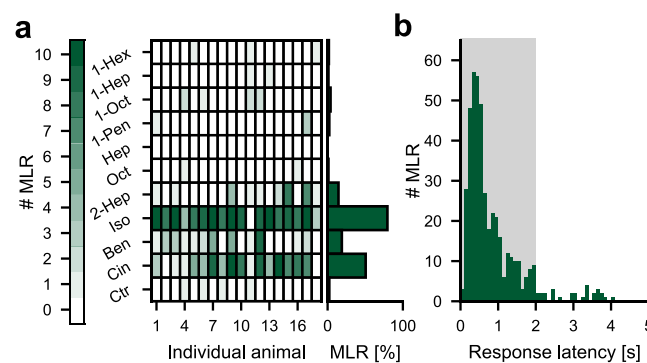 a
# MLR
10
9
8
7
6
5
4
3
2
1
0
1-Hex
1-Hep
1-Oct
1-Pen
Hep
Oct
2-Hep
Iso
Ben
Cin
Ctr
1 4 7 10 13 16
Individual animal
0 100
MLR [%]
b
# MLR
60
50
40
30
20
10
0
0 1 2 3 4 5
Response latency [s]